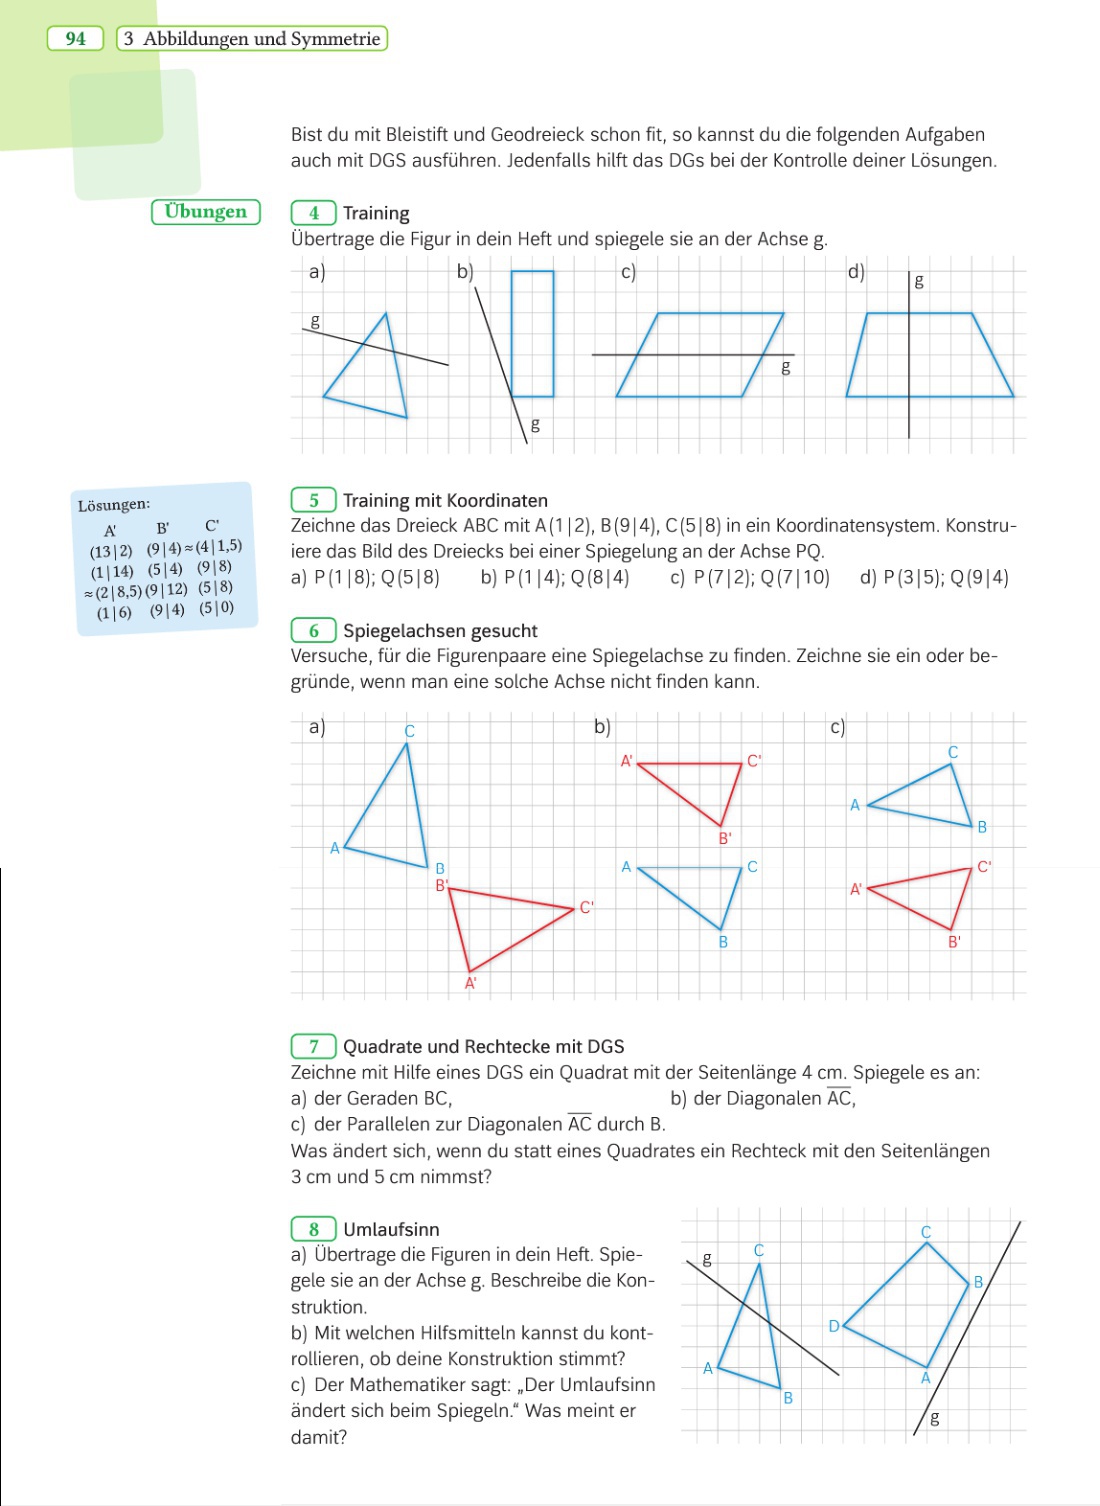 94
3 Abbildungen und Symmetrie
Bist du mit Bleistift und Geodreieck schon fit, so kannst du die folgenden Aufgaben
auch mit DGS ausführen. Jedenfalls hilft das DGs bei der Kontrolle deiner Lösungen.
Übungen
4 Training
Übertrage die Figur in dein Heft und spiegele sie an der Achse g.
a) b) c) d)
g
g
g
g
5 Training mit Koordinaten
Zeichne das Dreieck ABC mit A(1|2), B(9|4), C(5|8) in ein Koordinatensystem. Konstru-
iere das Bild des Dreiecks bei einer Spiegelung an der Achse PQ.
a) P(1|8); Q(5|8) b) P(1|4); Q(8|4) c) P(7|2); Q(7|10) d) P(3|5); Q(9|4)
Lösungen:
A' B' C'
(13|2) (9|4) ≈(4|1,5)
(1|14) (5|4) (9|8)
≈(2|8,5) (9|12) (5|8)
(1|6) (9|4) (5|0)
6 Spiegelachsen gesucht
Versuche, für die Figurenpaare eine Spiegelachse zu finden. Zeichne sie ein oder be-
gründe, wenn man eine solche Achse nicht finden kann.
a) b) c)
C
A
B
B'
C'
A'
A'
C'
B'
A
C
B
C
A
B
C'
A'
B'
7 Quadrate und Rechtecke mit DGS
Zeichne mit Hilfe eines DGS ein Quadrat mit der Seitenlänge 4 cm. Spiegele es an:
a) der Geraden BC, b) der Diagonalen A̅C̅,
c) der Parallelen zur Diagonalen A̅C̅ durch B.
Was ändert sich, wenn du statt eines Quadrates ein Rechteck mit den Seitenlängen
3 cm und 5 cm nimmst?
8 Umlaufsinn
a) Übertrage die Figuren in dein Heft. Spie-
gele sie an der Achse g. Beschreibe die Kon-
struktion.
b) Mit welchen Hilfsmitteln kannst du kont-
rollieren, ob deine Konstruktion stimmt?
c) Der Mathematiker sagt: „Der Umlaufsinn
ändert sich beim Spiegeln.“ Was meint er
damit?
g
C
A
B
C
B
D
A
g